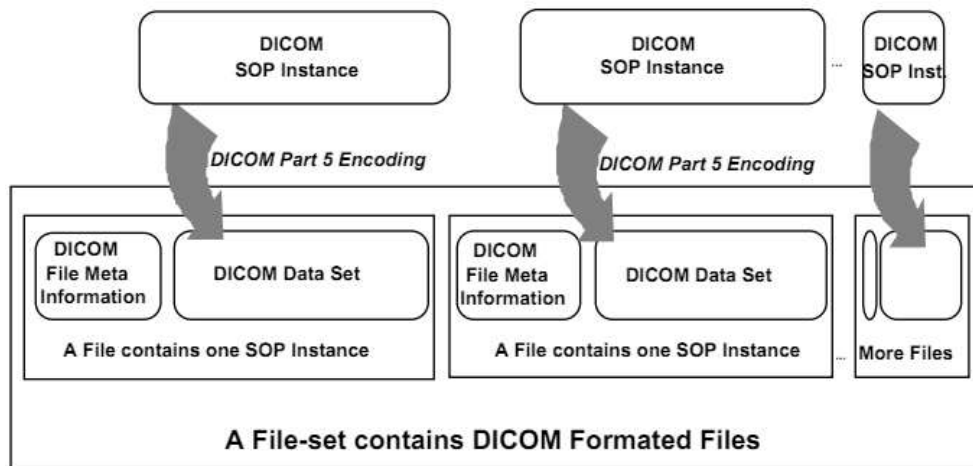 DICOM
SOP Instance
DICOM
SOP Instance
...
DICOM
SOP Inst.
DICOM Part 5 Encoding
DICOM Part 5 Encoding
DICOM
File Meta
Information
DICOM Data Set
DICOM
File Meta
Information
DICOM Data Set
A File contains one SOP Instance
A File contains one SOP Instance
...
More Files
A File-set contains DICOM Formated Files